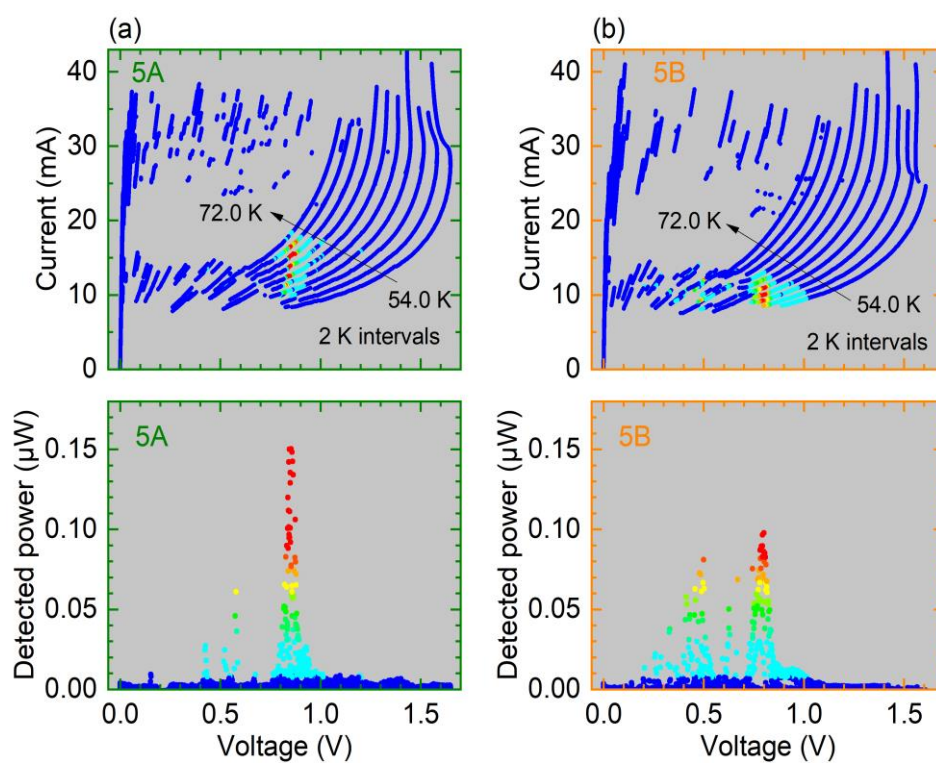 (a)
5A
Current (mA)
40
30
20
10
0
72.0 K
54.0 K
2 K intervals
(b)
5B
Current (mA)
40
30
20
10
0
72.0 K
54.0 K
2 K intervals
5A
Detected power (µW)
0.15
0.10
0.05
0.00
0.0 0.5 1.0 1.5
Voltage (V)
5B
Detected power (µW)
0.15
0.10
0.05
0.00
0.0 0.5 1.0 1.5
Voltage (V)